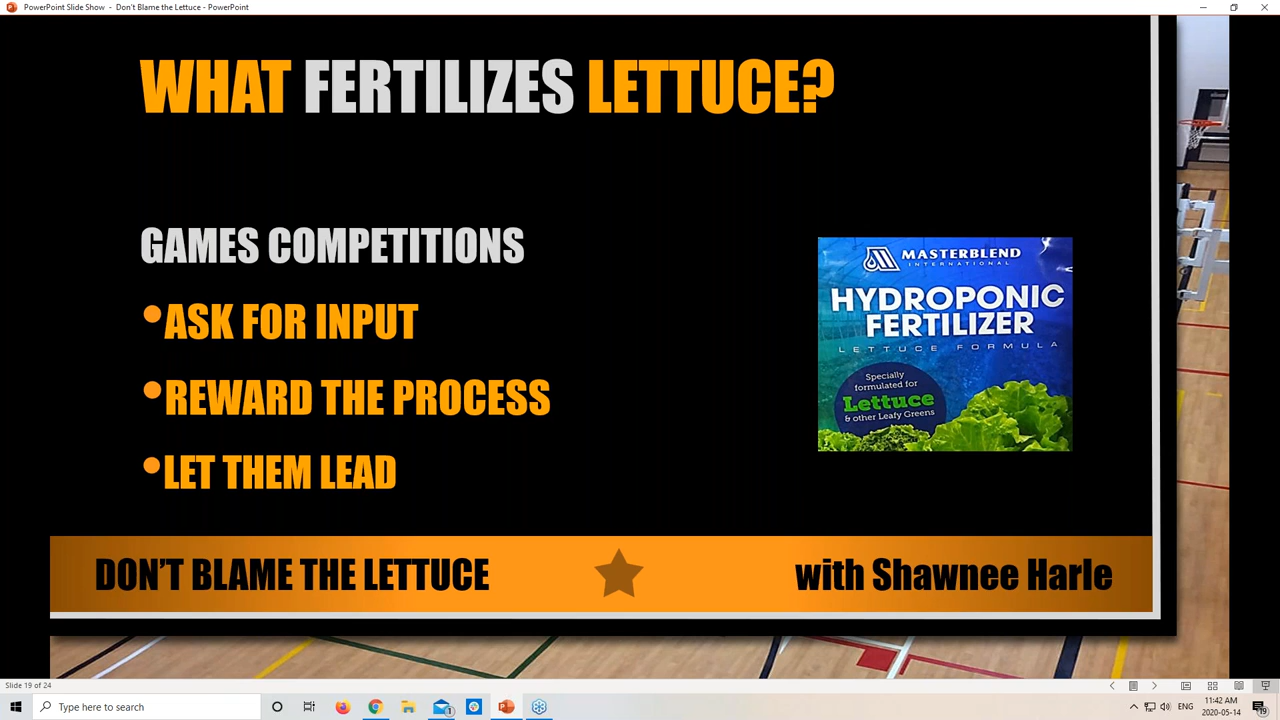 PowerPoint Slide Show - Don't Blame the Lettuce - PowerPoint
WHAT FERTILIZES LETTUCE?
GAMES COMPETITIONS
•ASK FOR INPUT
•REWARD THE PROCESS
•LET THEM LEAD
MASTERBLEND
INTERNATIONAL
HYDROPONIC
FERTILIZER
LETTUCE FORMULA
Specially
formulated for
Lettuce
& other Leafy Greens
DON'T BLAME THE LETTUCE
with Shawnee Harle
Slide 19 of 24
Type here to search
1
ENG
11:42 AM
2020-05-14
19